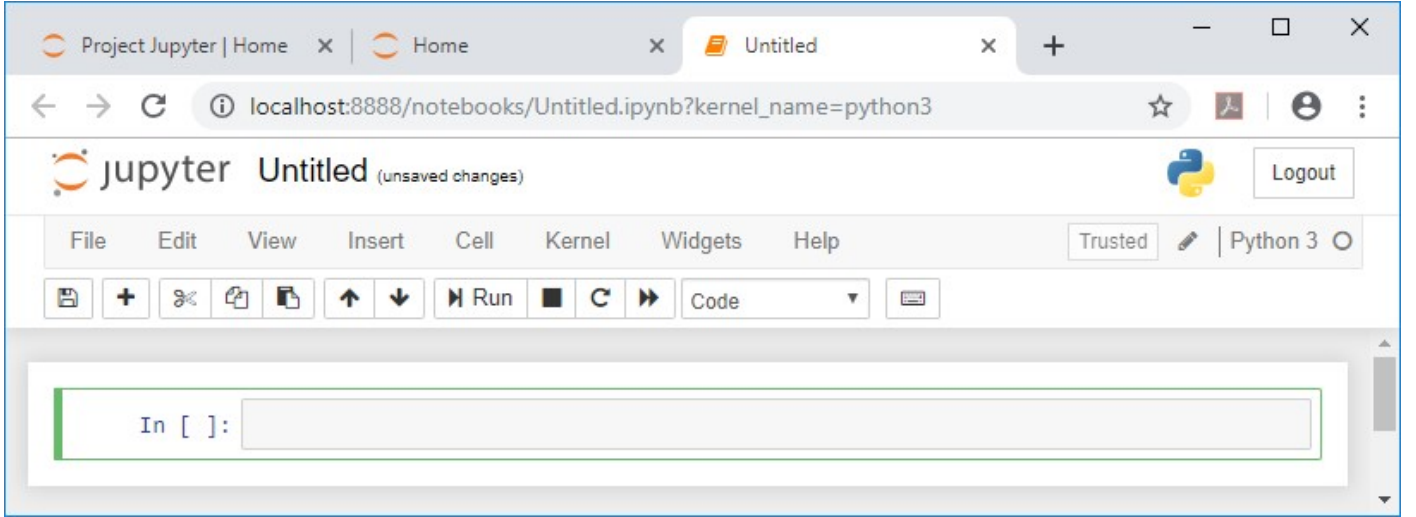 Project Jupyter | Home Home Untitled
localhost:8888/notebooks/Untitled.ipynb?kernel_name=python3
jupyter Untitled (unsaved changes) Logout
File Edit View Insert Cell Kernel Widgets Help Trusted Python 3
Run Code
In [ ]: